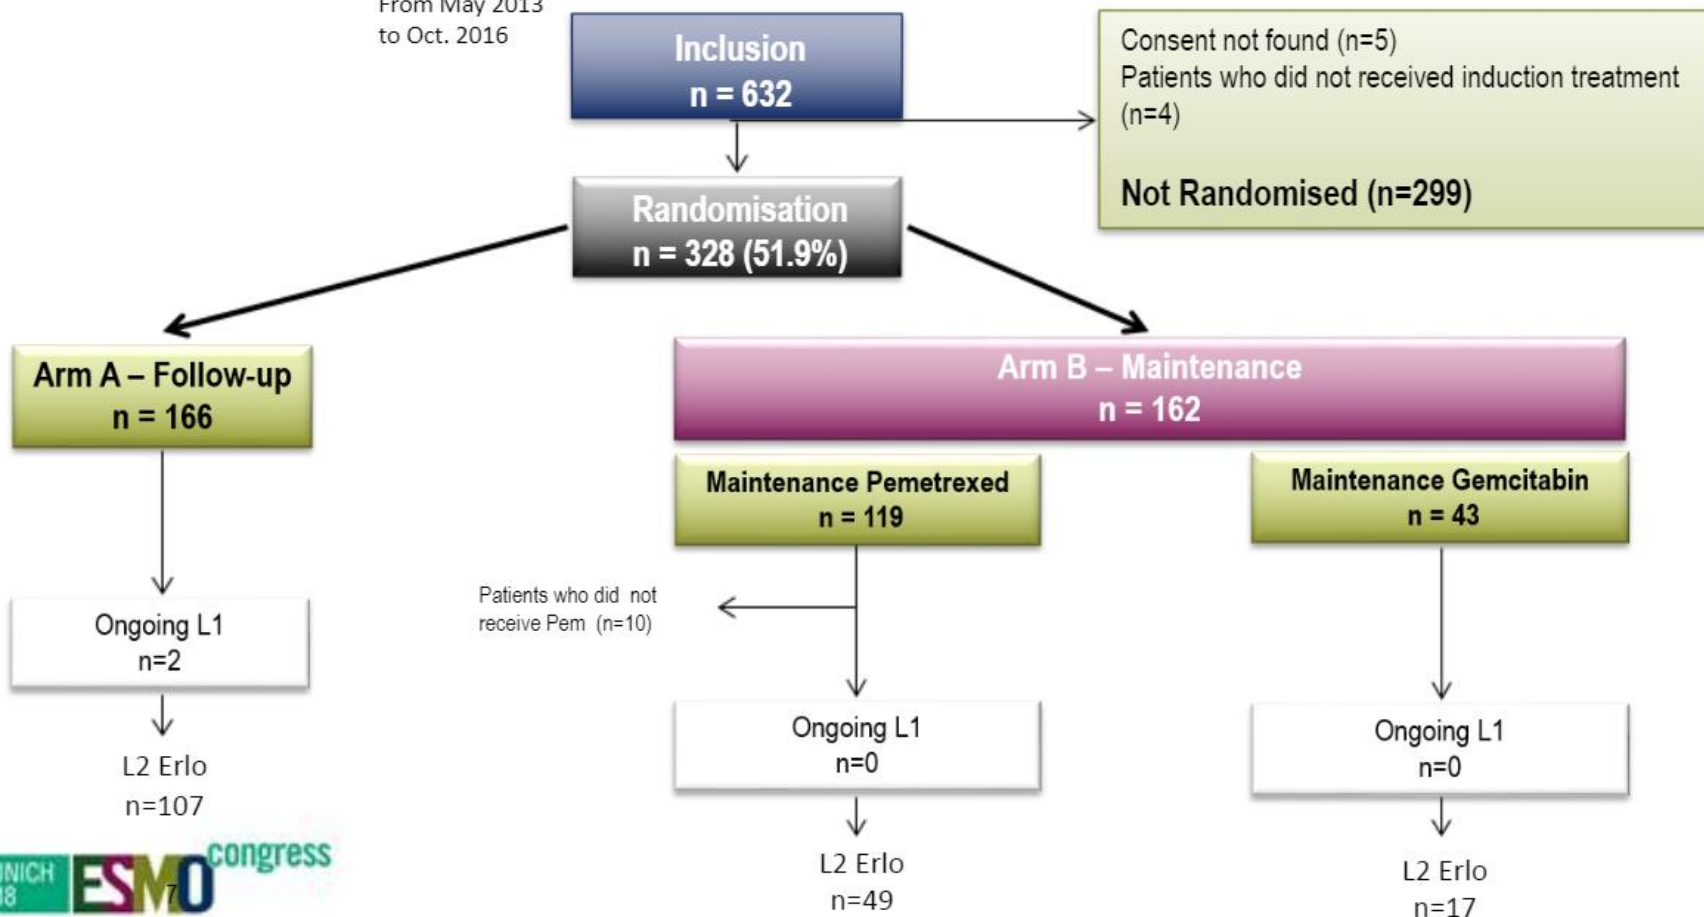 From May 2013
to Oct. 2016
Inclusion
n = 632
Consent not found (n=5)
Patients who did not received induction treatment
(n=4)
Not Randomised (n=299)
Randomisation
n = 328 (51.9%)
Arm A – Follow-up
n = 166
Arm B – Maintenance
n = 162
Maintenance Pemetrexed
n = 119
Maintenance Gemcitabin
n = 43
Patients who did not
receive Pem (n=10)
Ongoing L1
n=2
Ongoing L1
n=0
Ongoing L1
n=0
L2 Erlo
n=107
L2 Erlo
n=49
L2 Erlo
n=17
ESMO congress
7